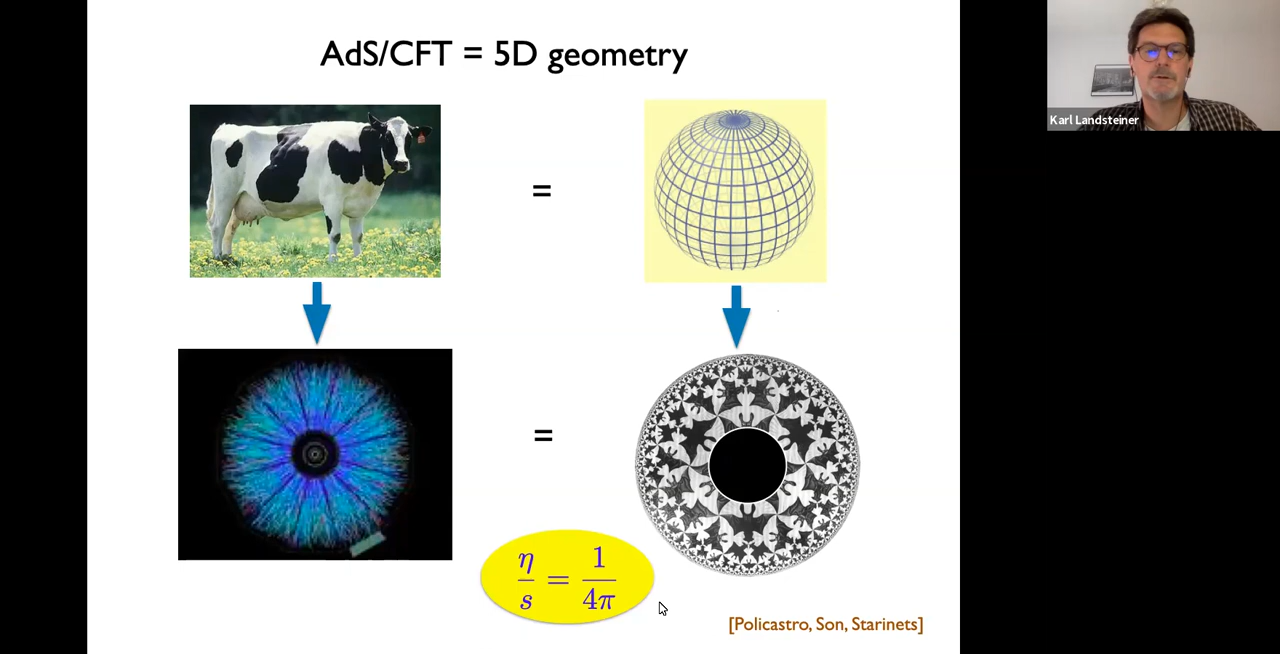 AdS/CFT = 5D geometry
Karl Landsteiner
=
=
η/s = 1/4π
[Policastro, Son, Starinets]